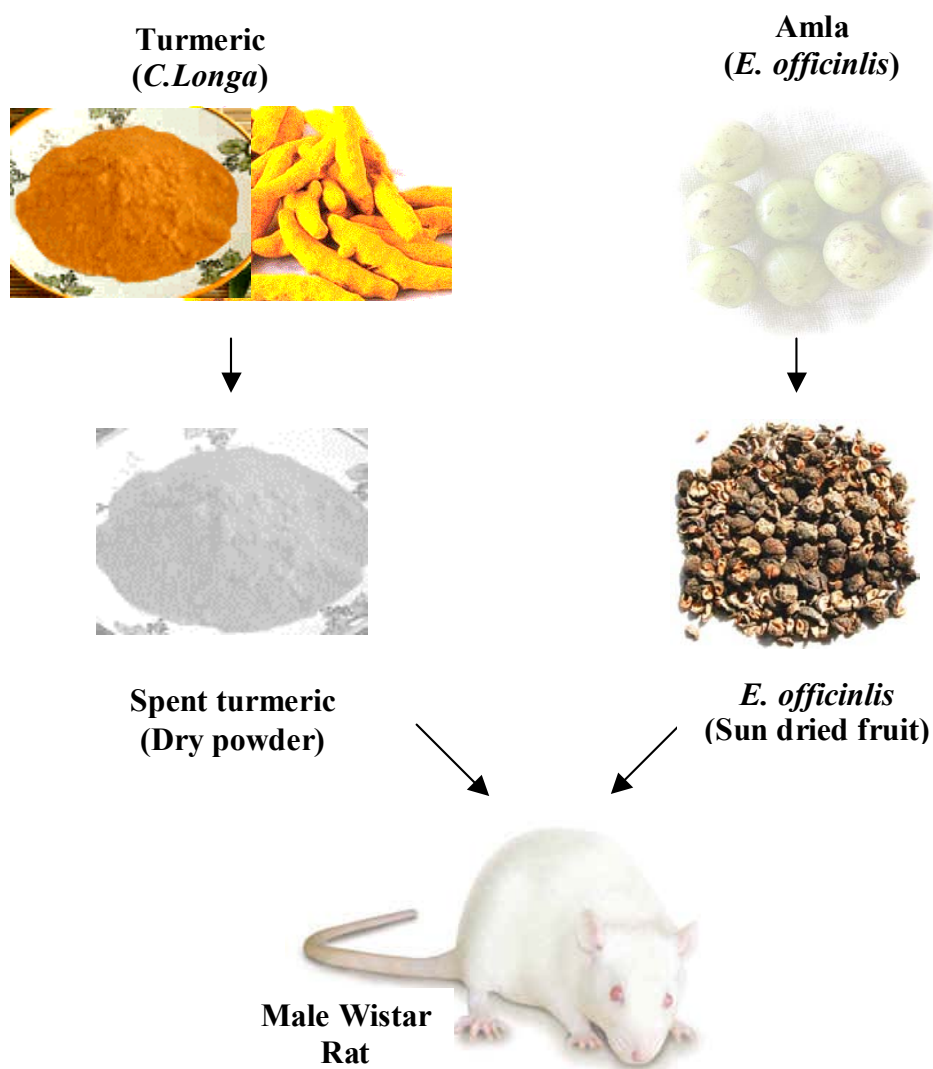 Turmeric
(C.Longa)
Amla
(E. officinlis)
Spent turmeric
(Dry powder)
E. officinlis
(Sun dried fruit)
Male Wistar
Rat